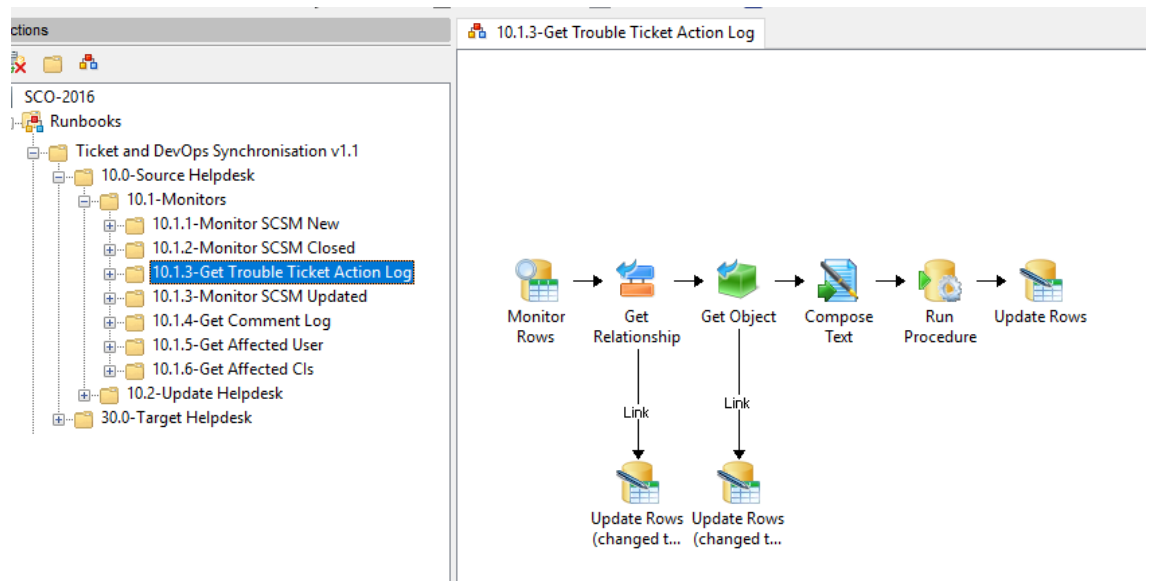 ctions
10.1.3-Get Trouble Ticket Action Log
SCO-2016
Runbooks
Ticket and DevOps Synchronisation v1.1
10.0-Source Helpdesk
10.1-Monitors
10.1.1-Monitor SCSM New
10.1.2-Monitor SCSM Closed
10.1.3-Get Trouble Ticket Action Log
10.1.3-Monitor SCSM Updated
10.1.4-Get Comment Log
10.1.5-Get Affected User
10.1.6-Get Affected CIs
10.2-Update Helpdesk
30.0-Target Helpdesk
Monitor
Rows
Get
Relationship
Get Object
Compose
Text
Run
Procedure
Update Rows
Link
Link
Update Rows
(changed t...
Update Rows
(changed t...